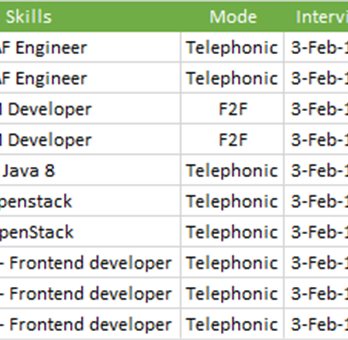 Skills Mode Intervi
AF Engineer Telephonic 3-Feb-1
AF Engineer Telephonic 3-Feb-1
Developer F2F 3-Feb-1
Developer F2F 3-Feb-1
Java 8 Telephonic 3-Feb-1
penstack Telephonic 3-Feb-1
penStack Telephonic 3-Feb-1
- Frontend developer Telephonic 3-Feb-1
- Frontend developer Telephonic 3-Feb-1
- Frontend developer Telephonic 3-Feb-1